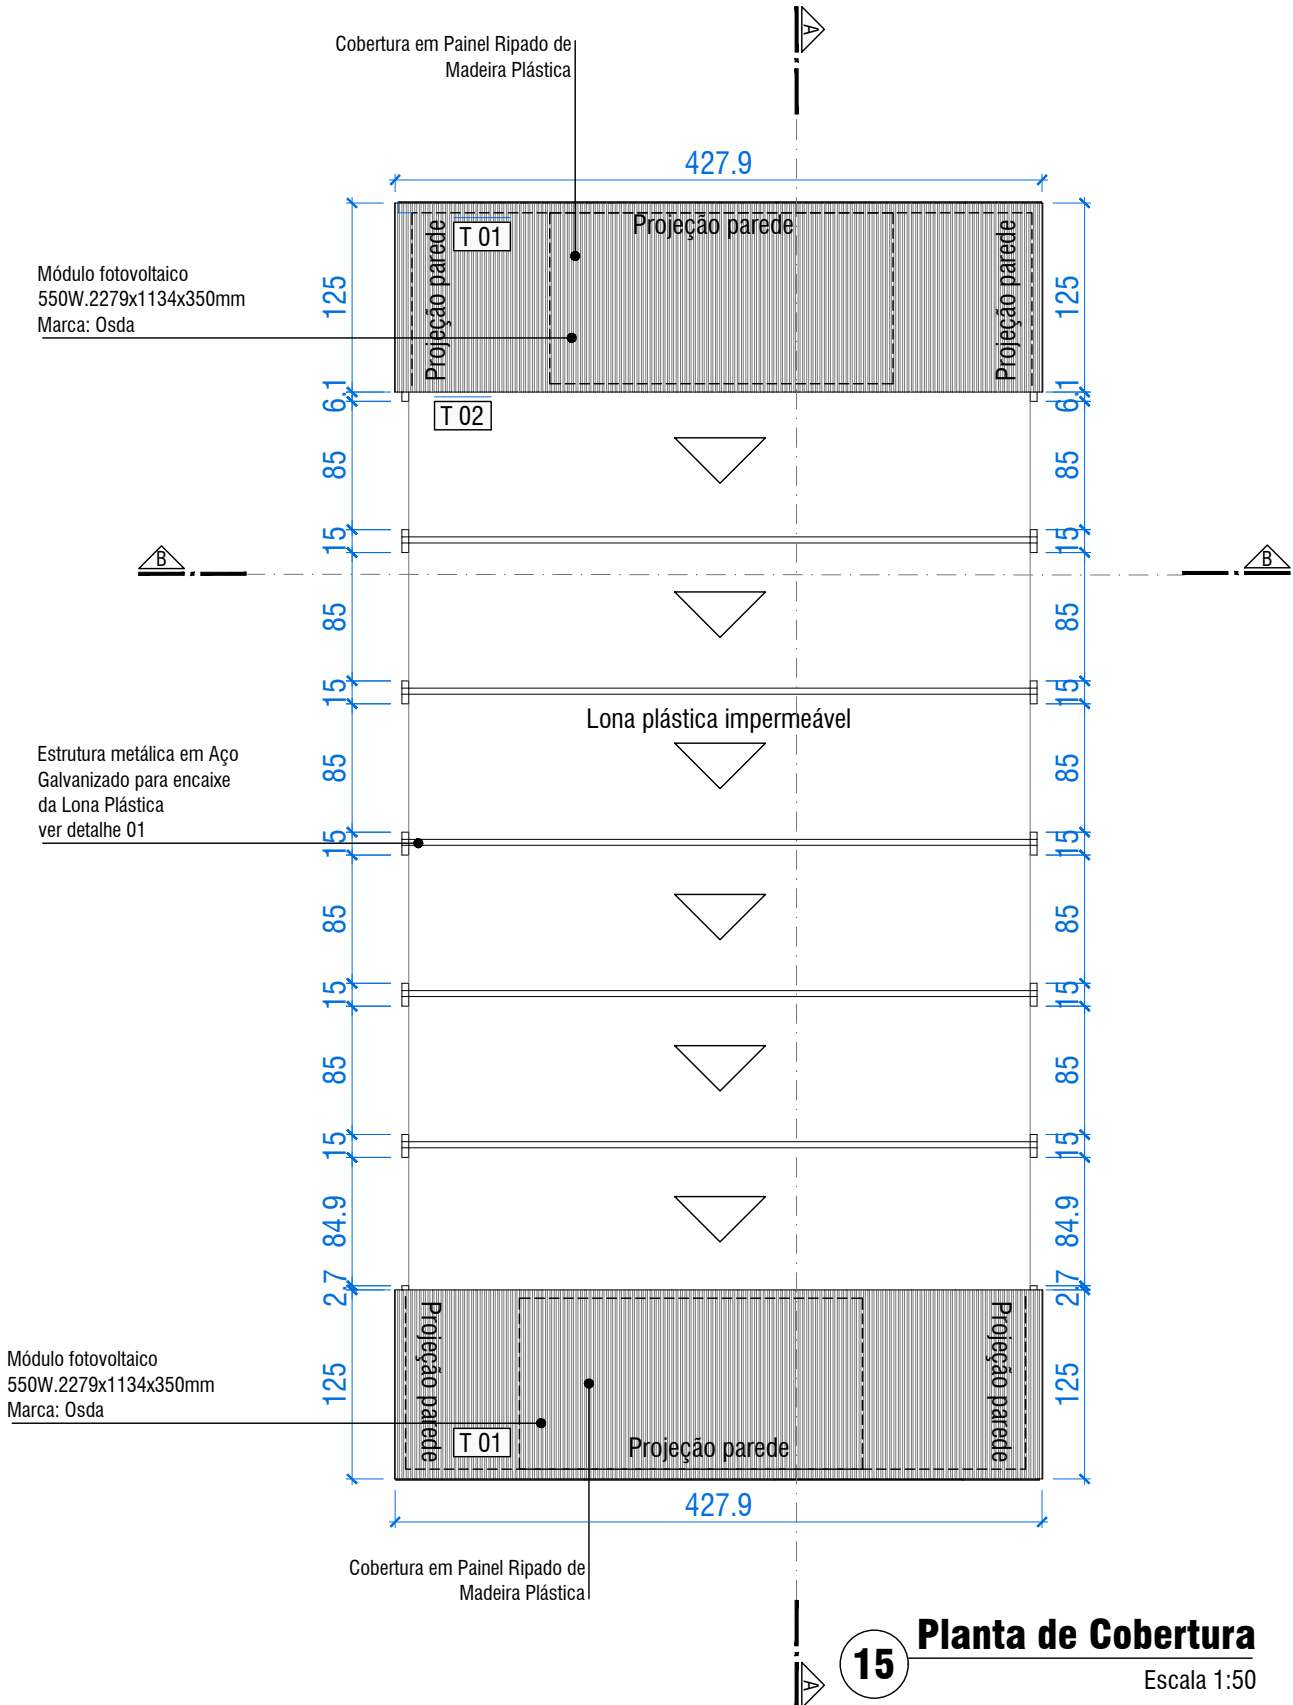 A
Cobertura em Painel Ripado de
Madeira Plástica
427.9
Projeção parede
T 01
Projeção parede
Projeção parede
125
125
Módulo fotovoltaico
550W.2279x1134x350mm
Marca: Osda
6.1
6.1
T 02
85
85
15
15
B
B
85
85
15
15
Lona plástica impermeável
Estrutura metálica em Aço
Galvanizado para encaixe
da Lona Plástica
ver detalhe 01
85
85
15
15
85
85
15
15
85
85
15
15
84.9
84.9
2.7
2.7
Projeção parede
Projeção parede
Módulo fotovoltaico
550W.2279x1134x350mm
Marca: Osda
125
125
T 01
Projeção parede
427.9
Cobertura em Painel Ripado de
Madeira Plástica
A
15
Planta de Cobertura
Escala 1:50